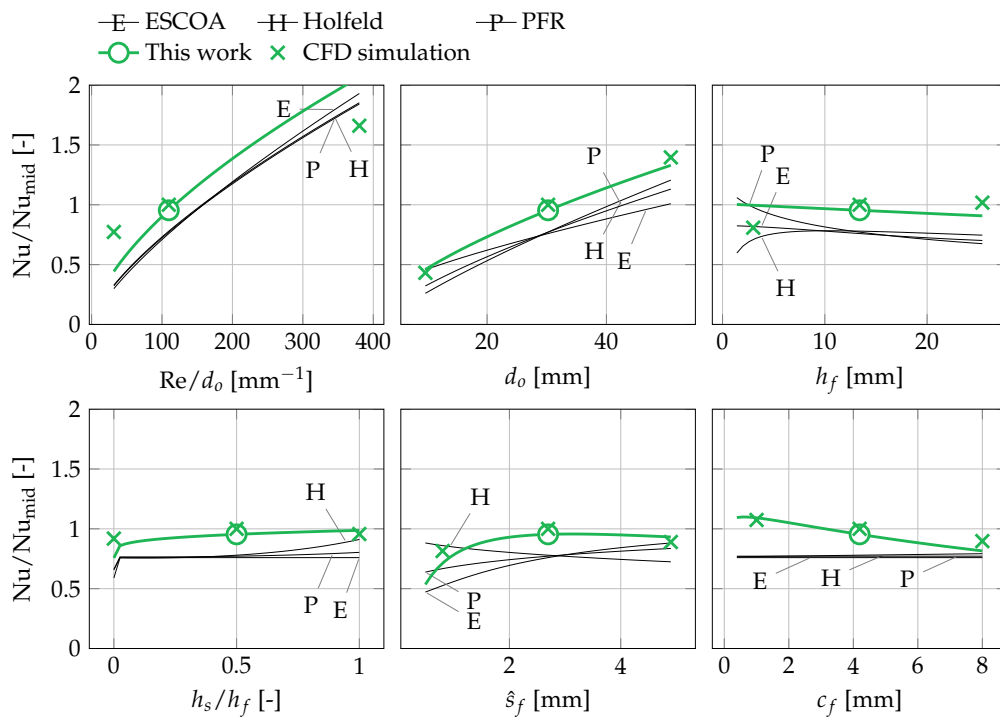 E ESCOA H Holfeld P PFR
This work CFD simulation
Nu/Nu_mid [-]
2
1.5
1
0.5
0
E
P
H
0 100 200 300 400
Re/d_o [mm⁻¹]
P
H
E
20 40
d_o [mm]
P
E
H
0 10 20
h_f [mm]
Nu/Nu_mid [-]
2
1.5
1
0.5
0
H
P
E
0 0.5 1
h_s/h_f [-]
H
P
E
2 4
ŝ_f [mm]
E
H
P
0 2 4 6 8
c_f [mm]